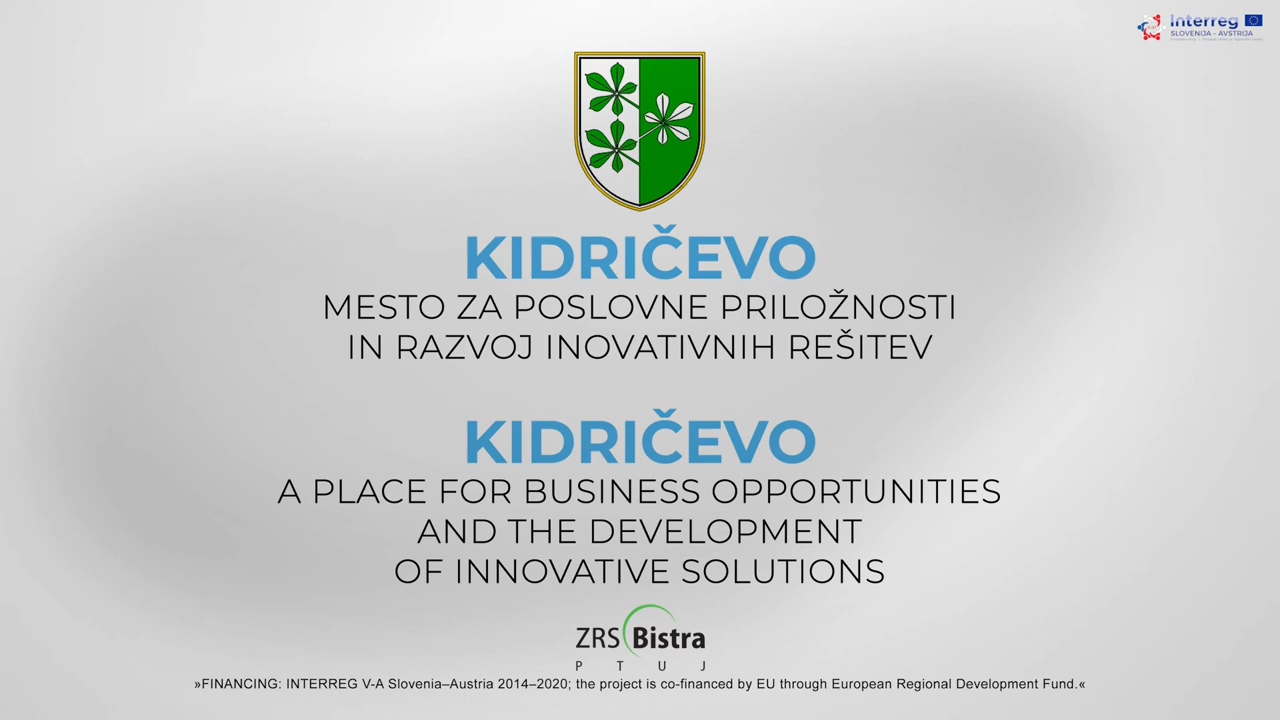 Interreg
SLOVENIJA – AVSTRIJA
KIDRIČEVO
MESTO ZA POSLOVNE PRILOŽNOSTI
IN RAZVOJ INOVATIVNIH REŠITEV
KIDRIČEVO
A PLACE FOR BUSINESS OPPORTUNITIES
AND THE DEVELOPMENT
OF INNOVATIVE SOLUTIONS
ZRS Bistra
PTUJ
»FINANCING: INTERREG V-A Slovenia–Austria 2014–2020; the project is co-financed by EU through European Regional Development Fund.«